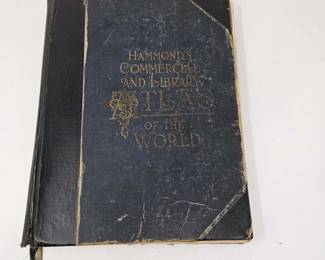 HAMMOND'S
COMMERCIAL
AND LIBRARY
ATLAS
OF THE
WORLD